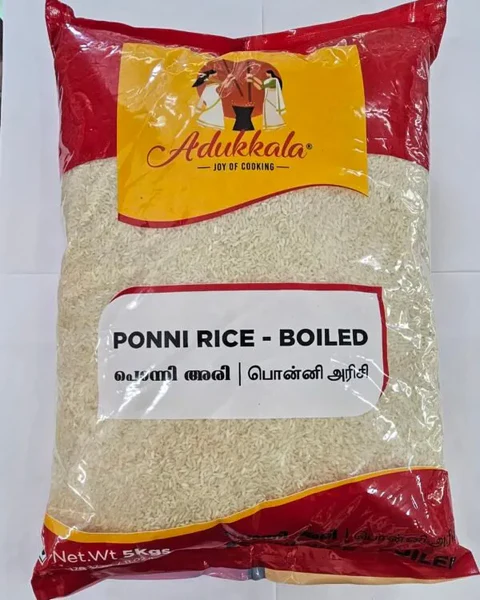 Adukkala®
JOY OF COOKING
PONNI RICE - BOILED
പൊന്നി അരി | பொன்னி அரிசி
Net.Wt 5Kgs